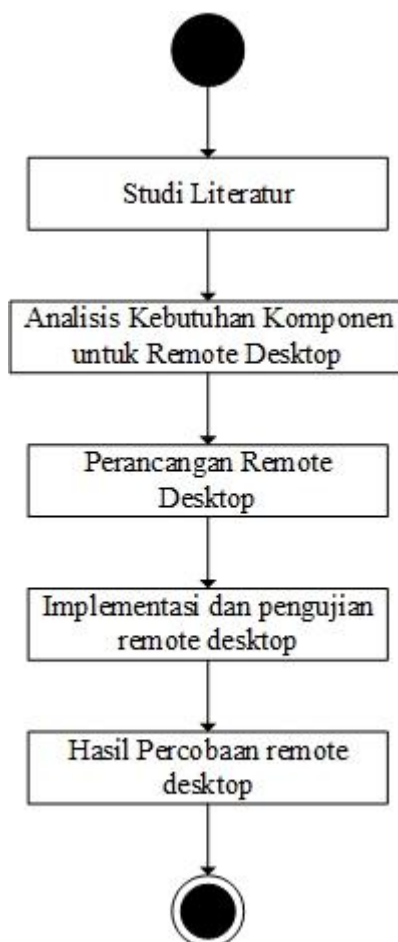 Studi Literatur
Analisis Kebutuhan Komponen
untuk Remote Desktop
Perancangan Remote
Desktop
Implementasi dan pengujian
remote desktop
Hasil Percobaan remote
desktop